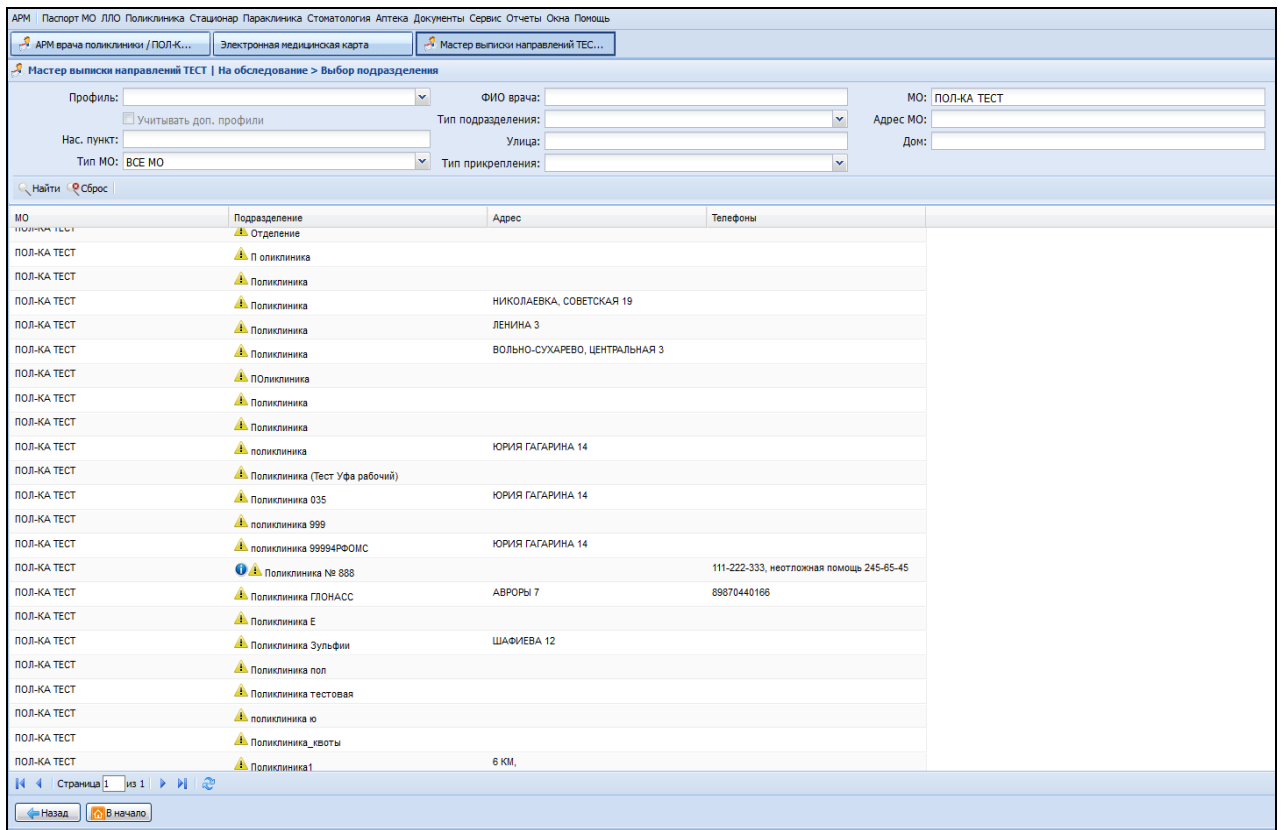 АРМ Паспорт МО ЛЛО Поликлиника Стационар Параклиника Стоматология Аптека Документы Сервис Отчеты Окна Помощь
АРМ врача поликлиники / ПОЛ-К... Электронная медицинская карта Мастер выписки направлений ТЕС...
Мастер выписки направлений ТЕСТ | На обследование > Выбор подразделения
Профиль: ФИО врача: МО: ПОЛ-КА ТЕСТ
Учитывать доп. профили Тип подразделения: Адрес МО:
Нас. пункт: Улица: Дом:
Тип МО: ВСЕ МО Тип прикрепления:
Найти Сброс
МО Подразделение Адрес Телефоны
ПОЛ-КА ТЕСТ Отделение
ПОЛ-КА ТЕСТ П оликлиника
ПОЛ-КА ТЕСТ Поликлиника
ПОЛ-КА ТЕСТ Поликлиника НИКОЛАЕВКА, СОВЕТСКАЯ 19
ПОЛ-КА ТЕСТ Поликлиника ЛЕНИНА 3
ПОЛ-КА ТЕСТ Поликлиника ВОЛЬНО-СУХАРЕВО, ЦЕНТРАЛЬНАЯ 3
ПОЛ-КА ТЕСТ ПОликлиника
ПОЛ-КА ТЕСТ Поликлиника
ПОЛ-КА ТЕСТ Поликлиника
ПОЛ-КА ТЕСТ поликлиника ЮРИЯ ГАГАРИНА 14
ПОЛ-КА ТЕСТ Поликлиника (Тест Уфа рабочий)
ПОЛ-КА ТЕСТ Поликлиника 035 ЮРИЯ ГАГАРИНА 14
ПОЛ-КА ТЕСТ поликлиника 999
ПОЛ-КА ТЕСТ поликлиника 99994РФОМС ЮРИЯ ГАГАРИНА 14
ПОЛ-КА ТЕСТ Поликлиника № 888 111-222-333, неотложная помощь 245-65-45
ПОЛ-КА ТЕСТ Поликлиника ГЛОНАСС АВРОРЫ 7 89870440166
ПОЛ-КА ТЕСТ Поликлиника Е
ПОЛ-КА ТЕСТ Поликлиника Зульфии ШАФИЕВА 12
ПОЛ-КА ТЕСТ Поликлиника пол
ПОЛ-КА ТЕСТ Поликлиника тестовая
ПОЛ-КА ТЕСТ поликлиника ю
ПОЛ-КА ТЕСТ Поликлиника_квоты
ПОЛ-КА ТЕСТ Поликлиника1 6 КМ,
Страница 1 из 1
Назад В начало